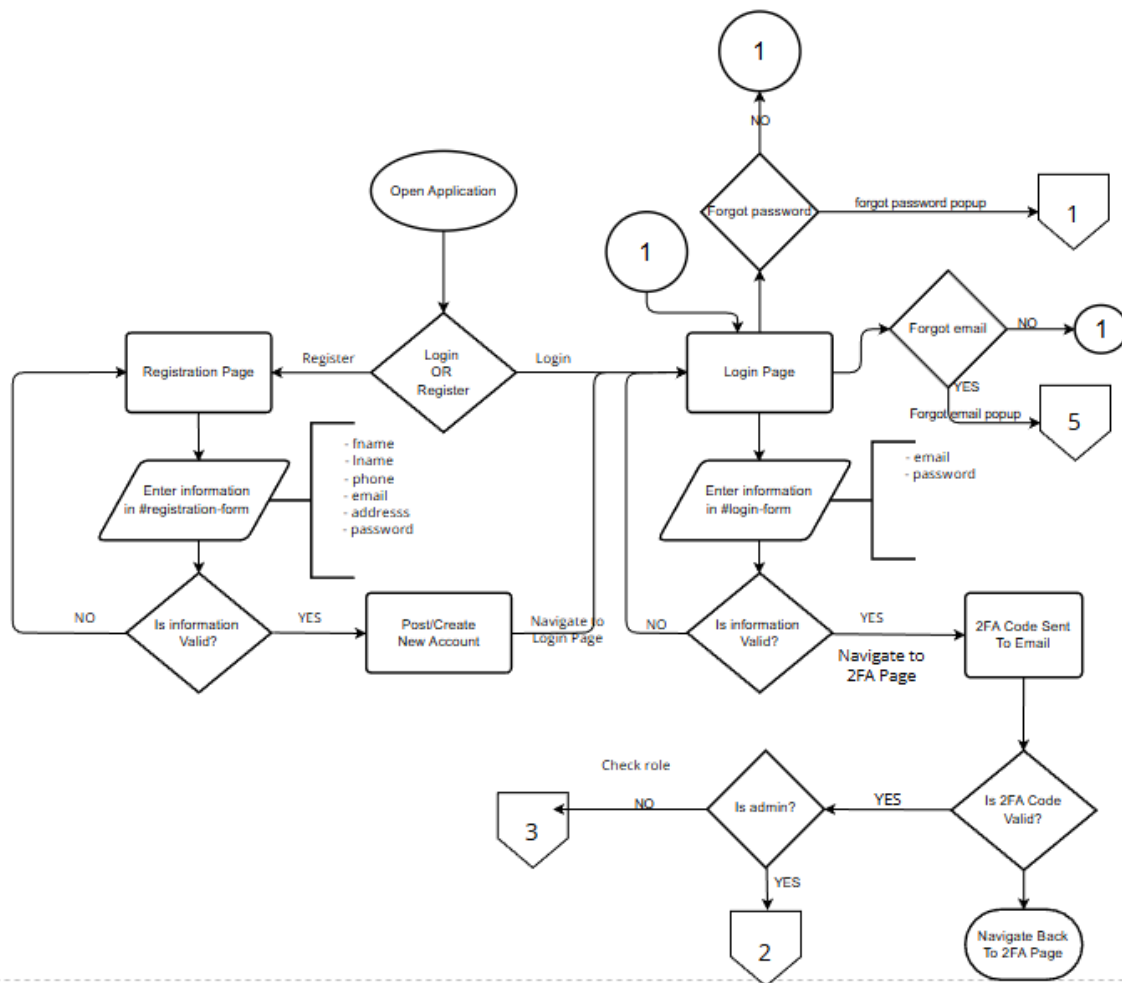 1
NO
Forgot password
forgot password popup
1
Open Application
1
Forgot email
NO
1
YES
Forgot email popup
5
Registration Page
Register
Login
OR
Register
Login
Login Page
Enter information
in #registration-form
- fname
- lname
- phone
- email
- addresss
- password
Enter information
in #login-form
- email
- password
NO
Is information
Valid?
YES
Post/Create
New Account
Navigate to
Login Page
NO
Is information
Valid?
YES
Navigate to
2FA Page
2FA Code Sent
To Email
Check role
3
NO
Is admin?
YES
Is 2FA Code
Valid?
YES
2
Navigate Back
To 2FA Page